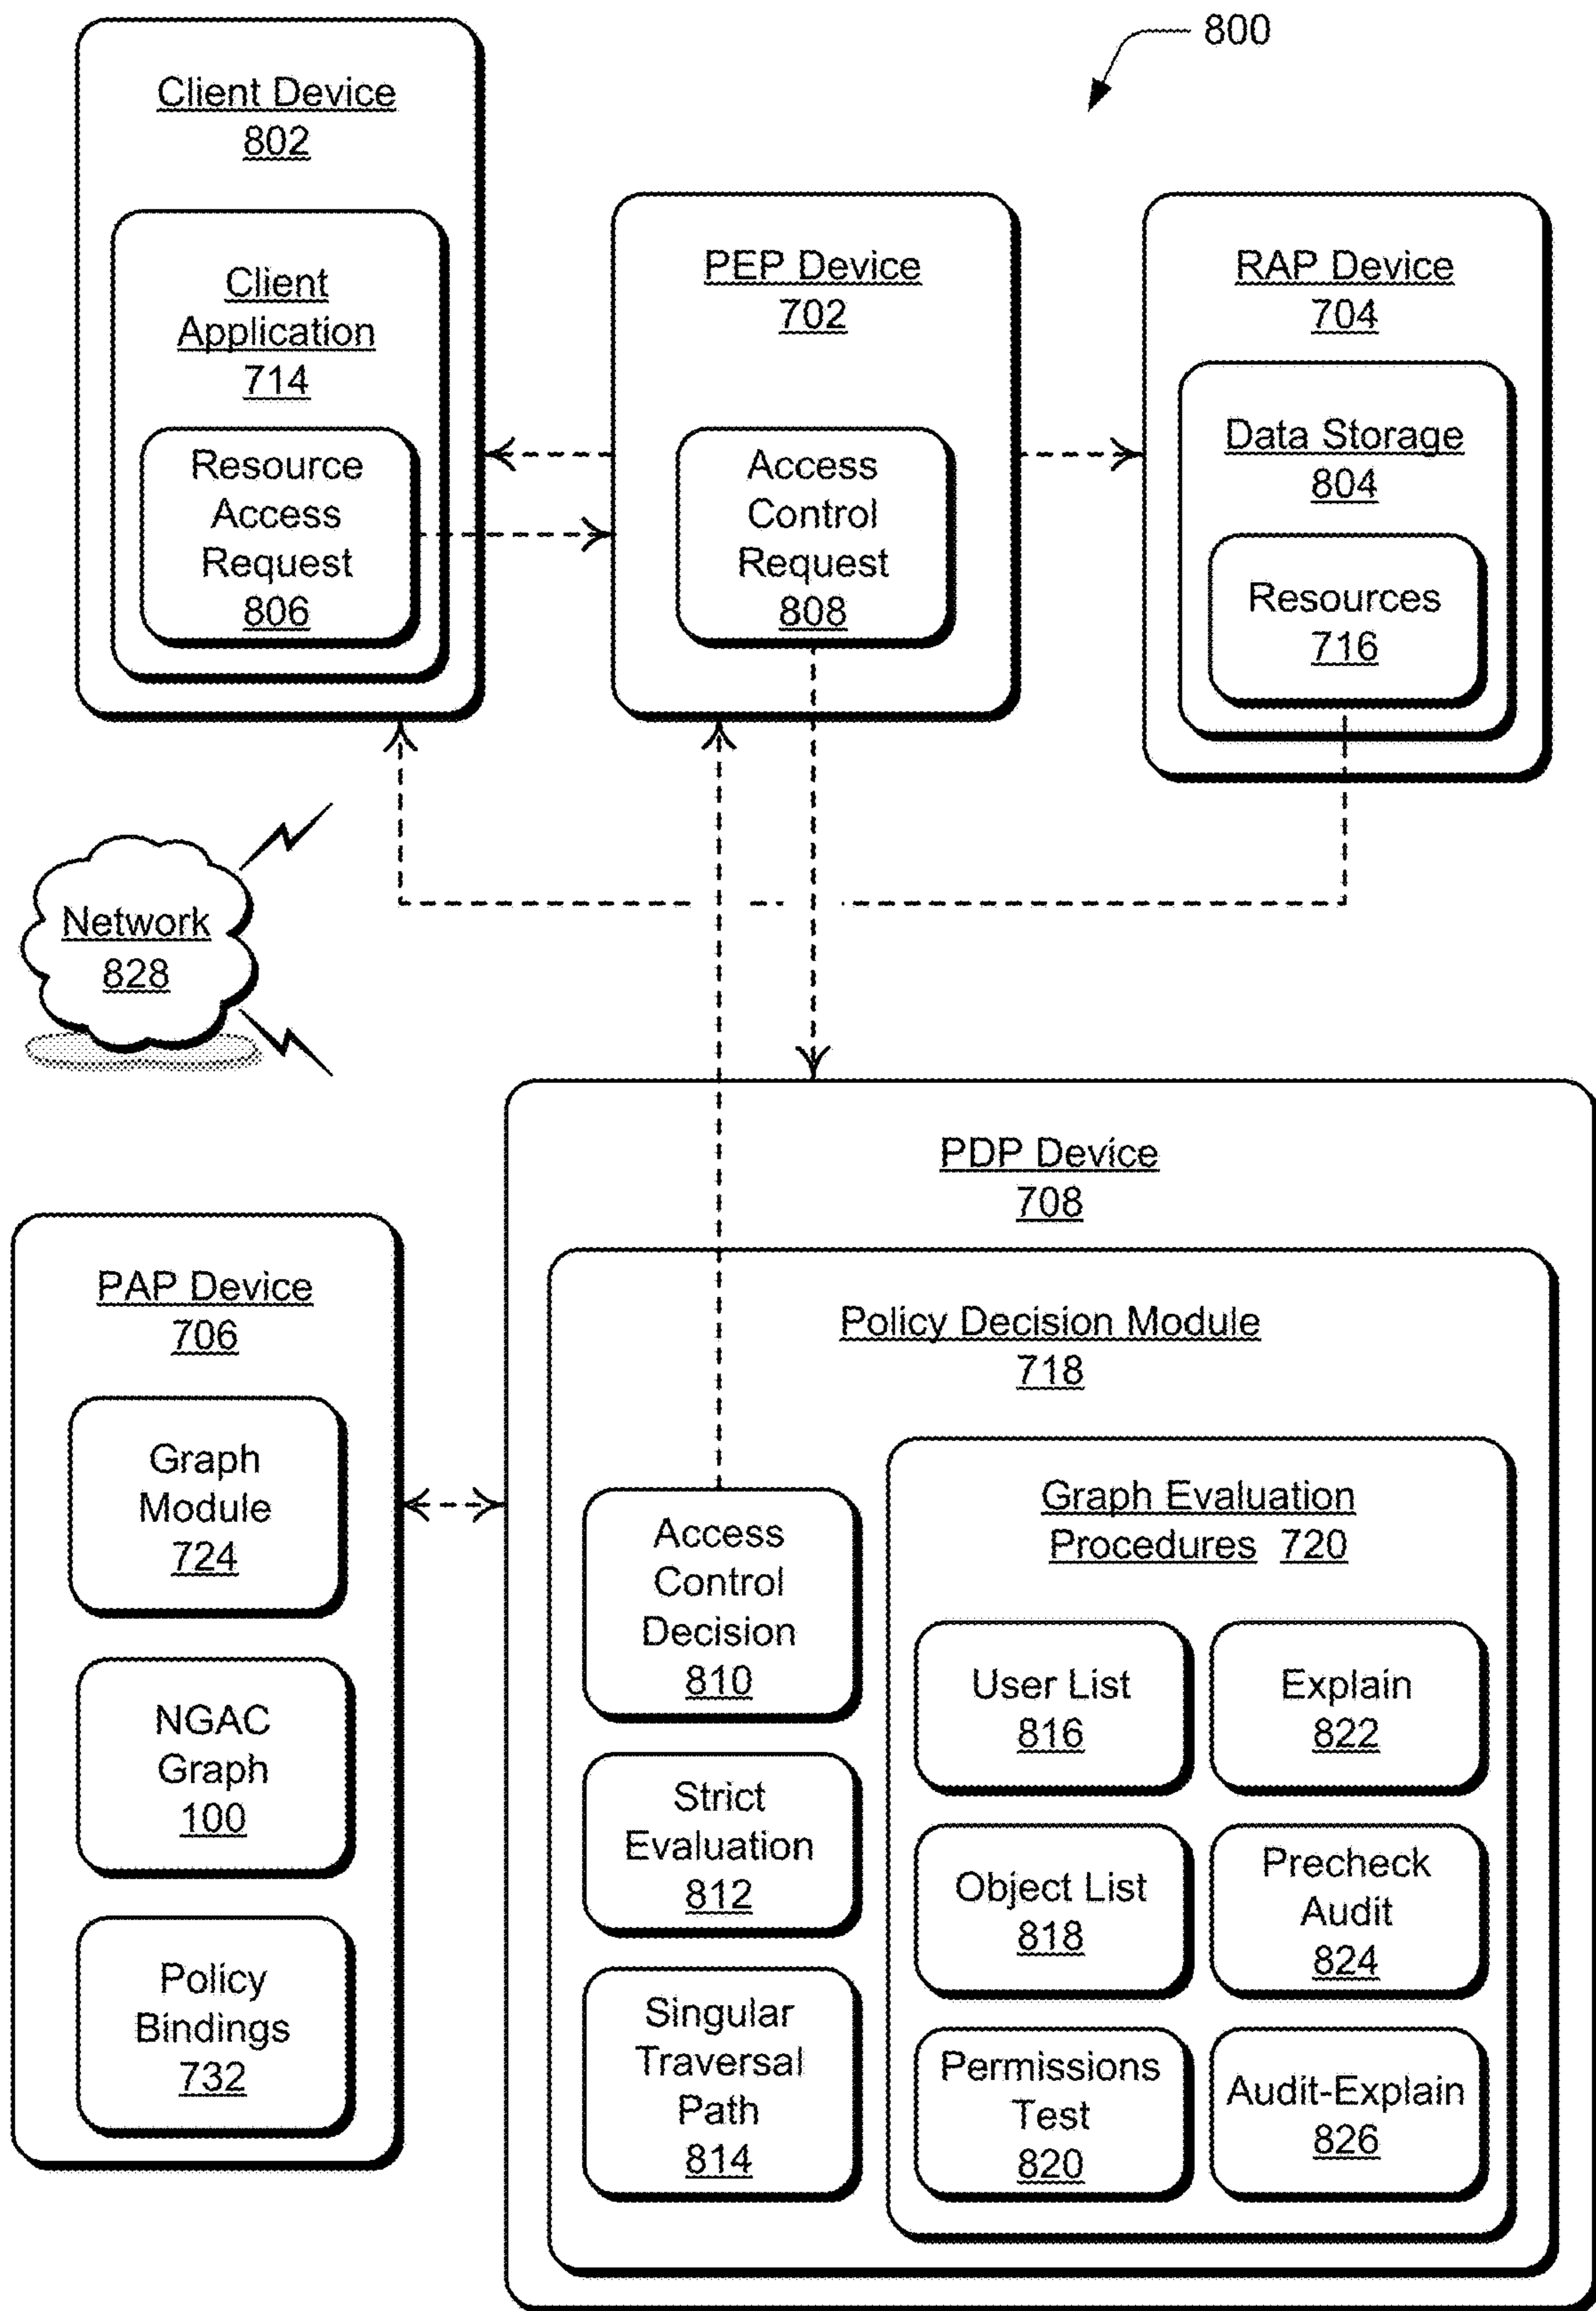 800
Client Device
802
Client
Application
714
Resource
Access
Request
806
PEP Device
702
Access
Control
Request
808
RAP Device
704
Data Storage
804
Resources
716
Network
828
PDP Device
708
Policy Decision Module
718
PAP Device
706
Graph
Module
724
NGAC
Graph
100
Policy
Bindings
732
Access
Control
Decision
810
Strict
Evaluation
812
Singular
Traversal
Path
814
Graph Evaluation
Procedures 720
User List
816
Explain
822
Object List
818
Precheck
Audit
824
Permissions
Test
820
Audit-Explain
826